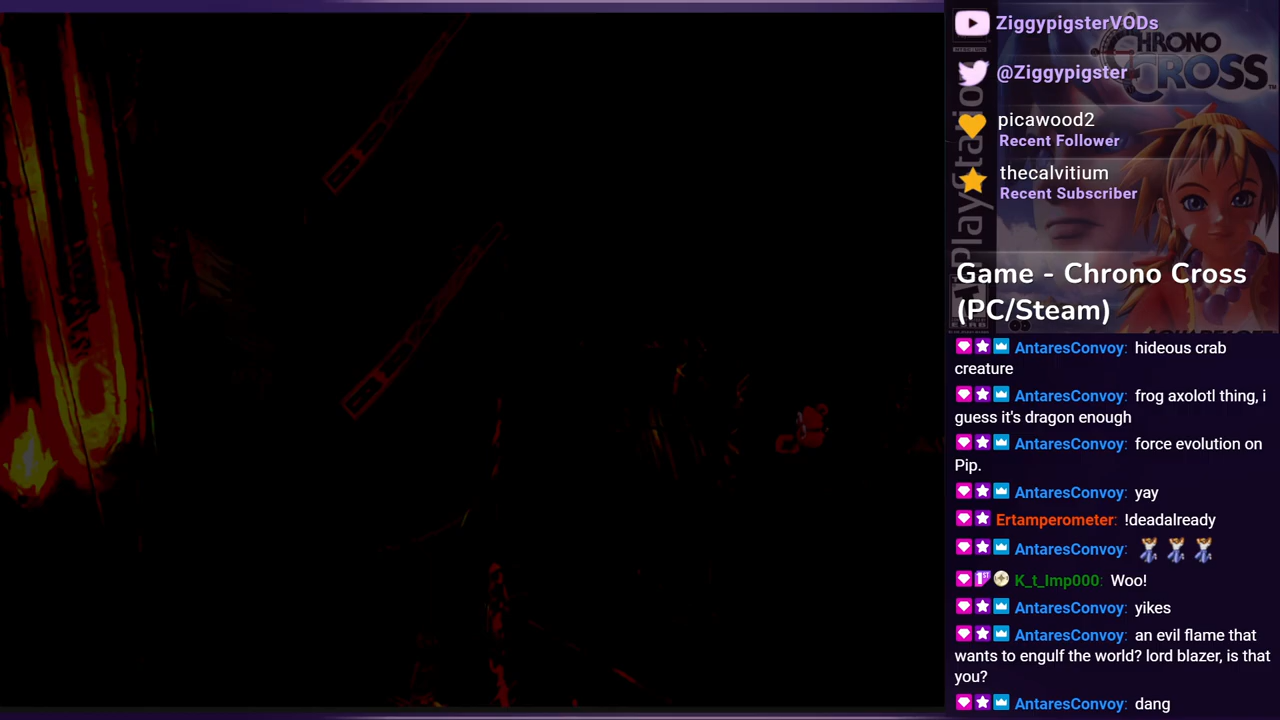 ZiggypigsterVODs
@Ziggypigster
CHRONO
CROSS
PlayStation
picawood2
Recent Follower
thecalvitium
Recent Subscriber
Game - Chrono Cross
(PC/Steam)
AntaresConvoy: hideous crab
creature
AntaresConvoy: frog axolotl thing, i
guess it's dragon enough
AntaresConvoy: force evolution on
Pip.
AntaresConvoy: yay
Ertamperometer: !deadalready
AntaresConvoy:
K_t_Imp000: Woo!
AntaresConvoy: yikes
AntaresConvoy: an evil flame that
wants to engulf the world? lord blazer, is that
you?
AntaresConvoy: dang